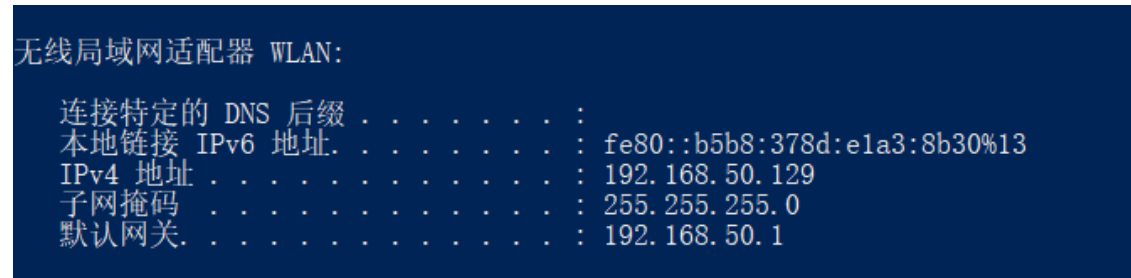 无线局域网适配器 WLAN:
连接特定的 DNS 后缀 . . . . . . . :
本地链接 IPv6 地址. . . . . . . . : fe80::b5b8:378d:e1a3:8b30%13
IPv4 地址 . . . . . . . . . . . . : 192.168.50.129
子网掩码  . . . . . . . . . . . . : 255.255.255.0
默认网关. . . . . . . . . . . . . : 192.168.50.1